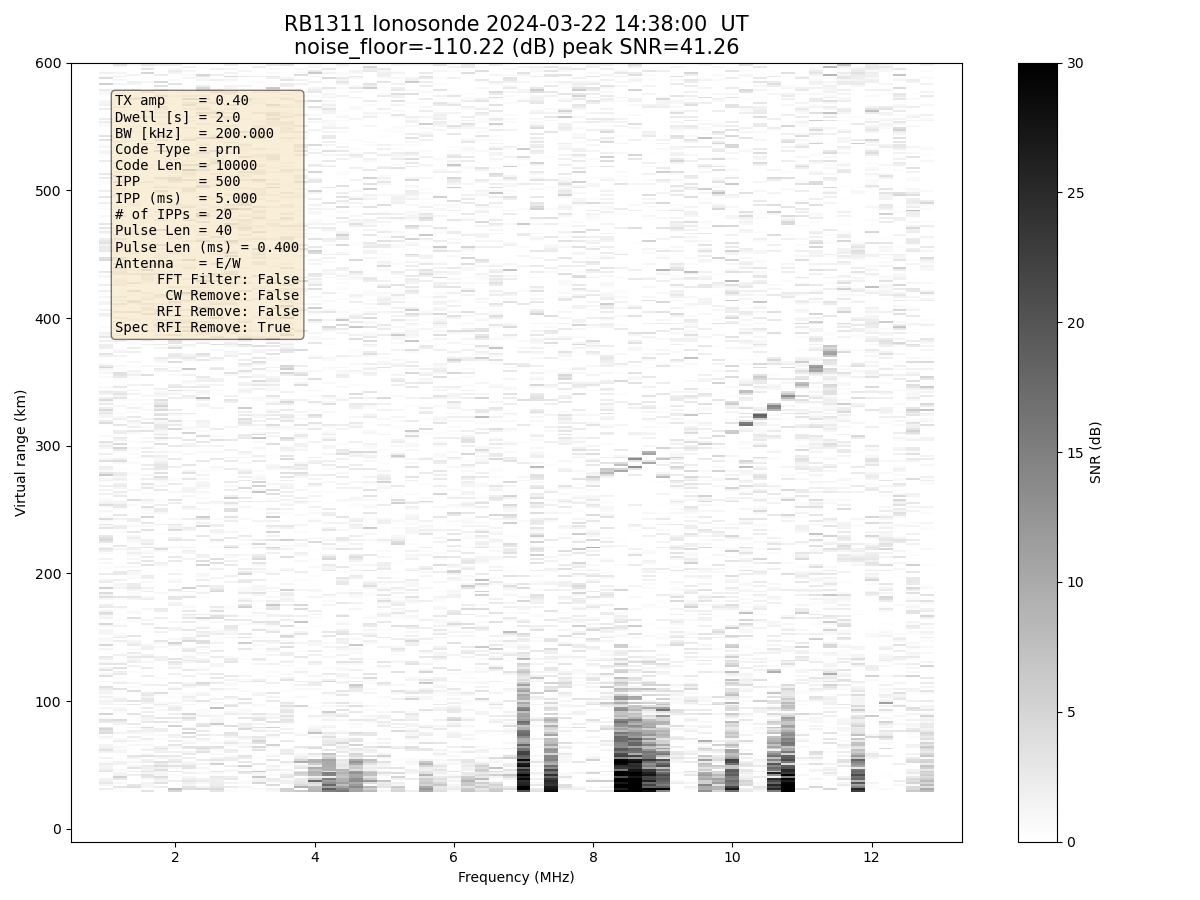 RB1311 Ionosonde 2024-03-22 14:38:00  UT
noise_floor=-110.22 (dB) peak SNR=41.26
TX amp    = 0.40
Dwell [s] = 2.0
BW [kHz]  = 200.000
Code Type = prn
Code Len  = 10000
IPP       = 500
IPP (ms)  = 5.000
# of IPPs = 20
Pulse Len = 40
Pulse Len (ms) = 0.400
Antenna   = E/W
FFT Filter: False
CW Remove: False
RFI Remove: False
Spec RFI Remove: True
Virtual range (km)
600
500
400
300
200
100
0
2 4 6 8 10 12
Frequency (MHz)
30
25
20
15
10
5
0
SNR (dB)